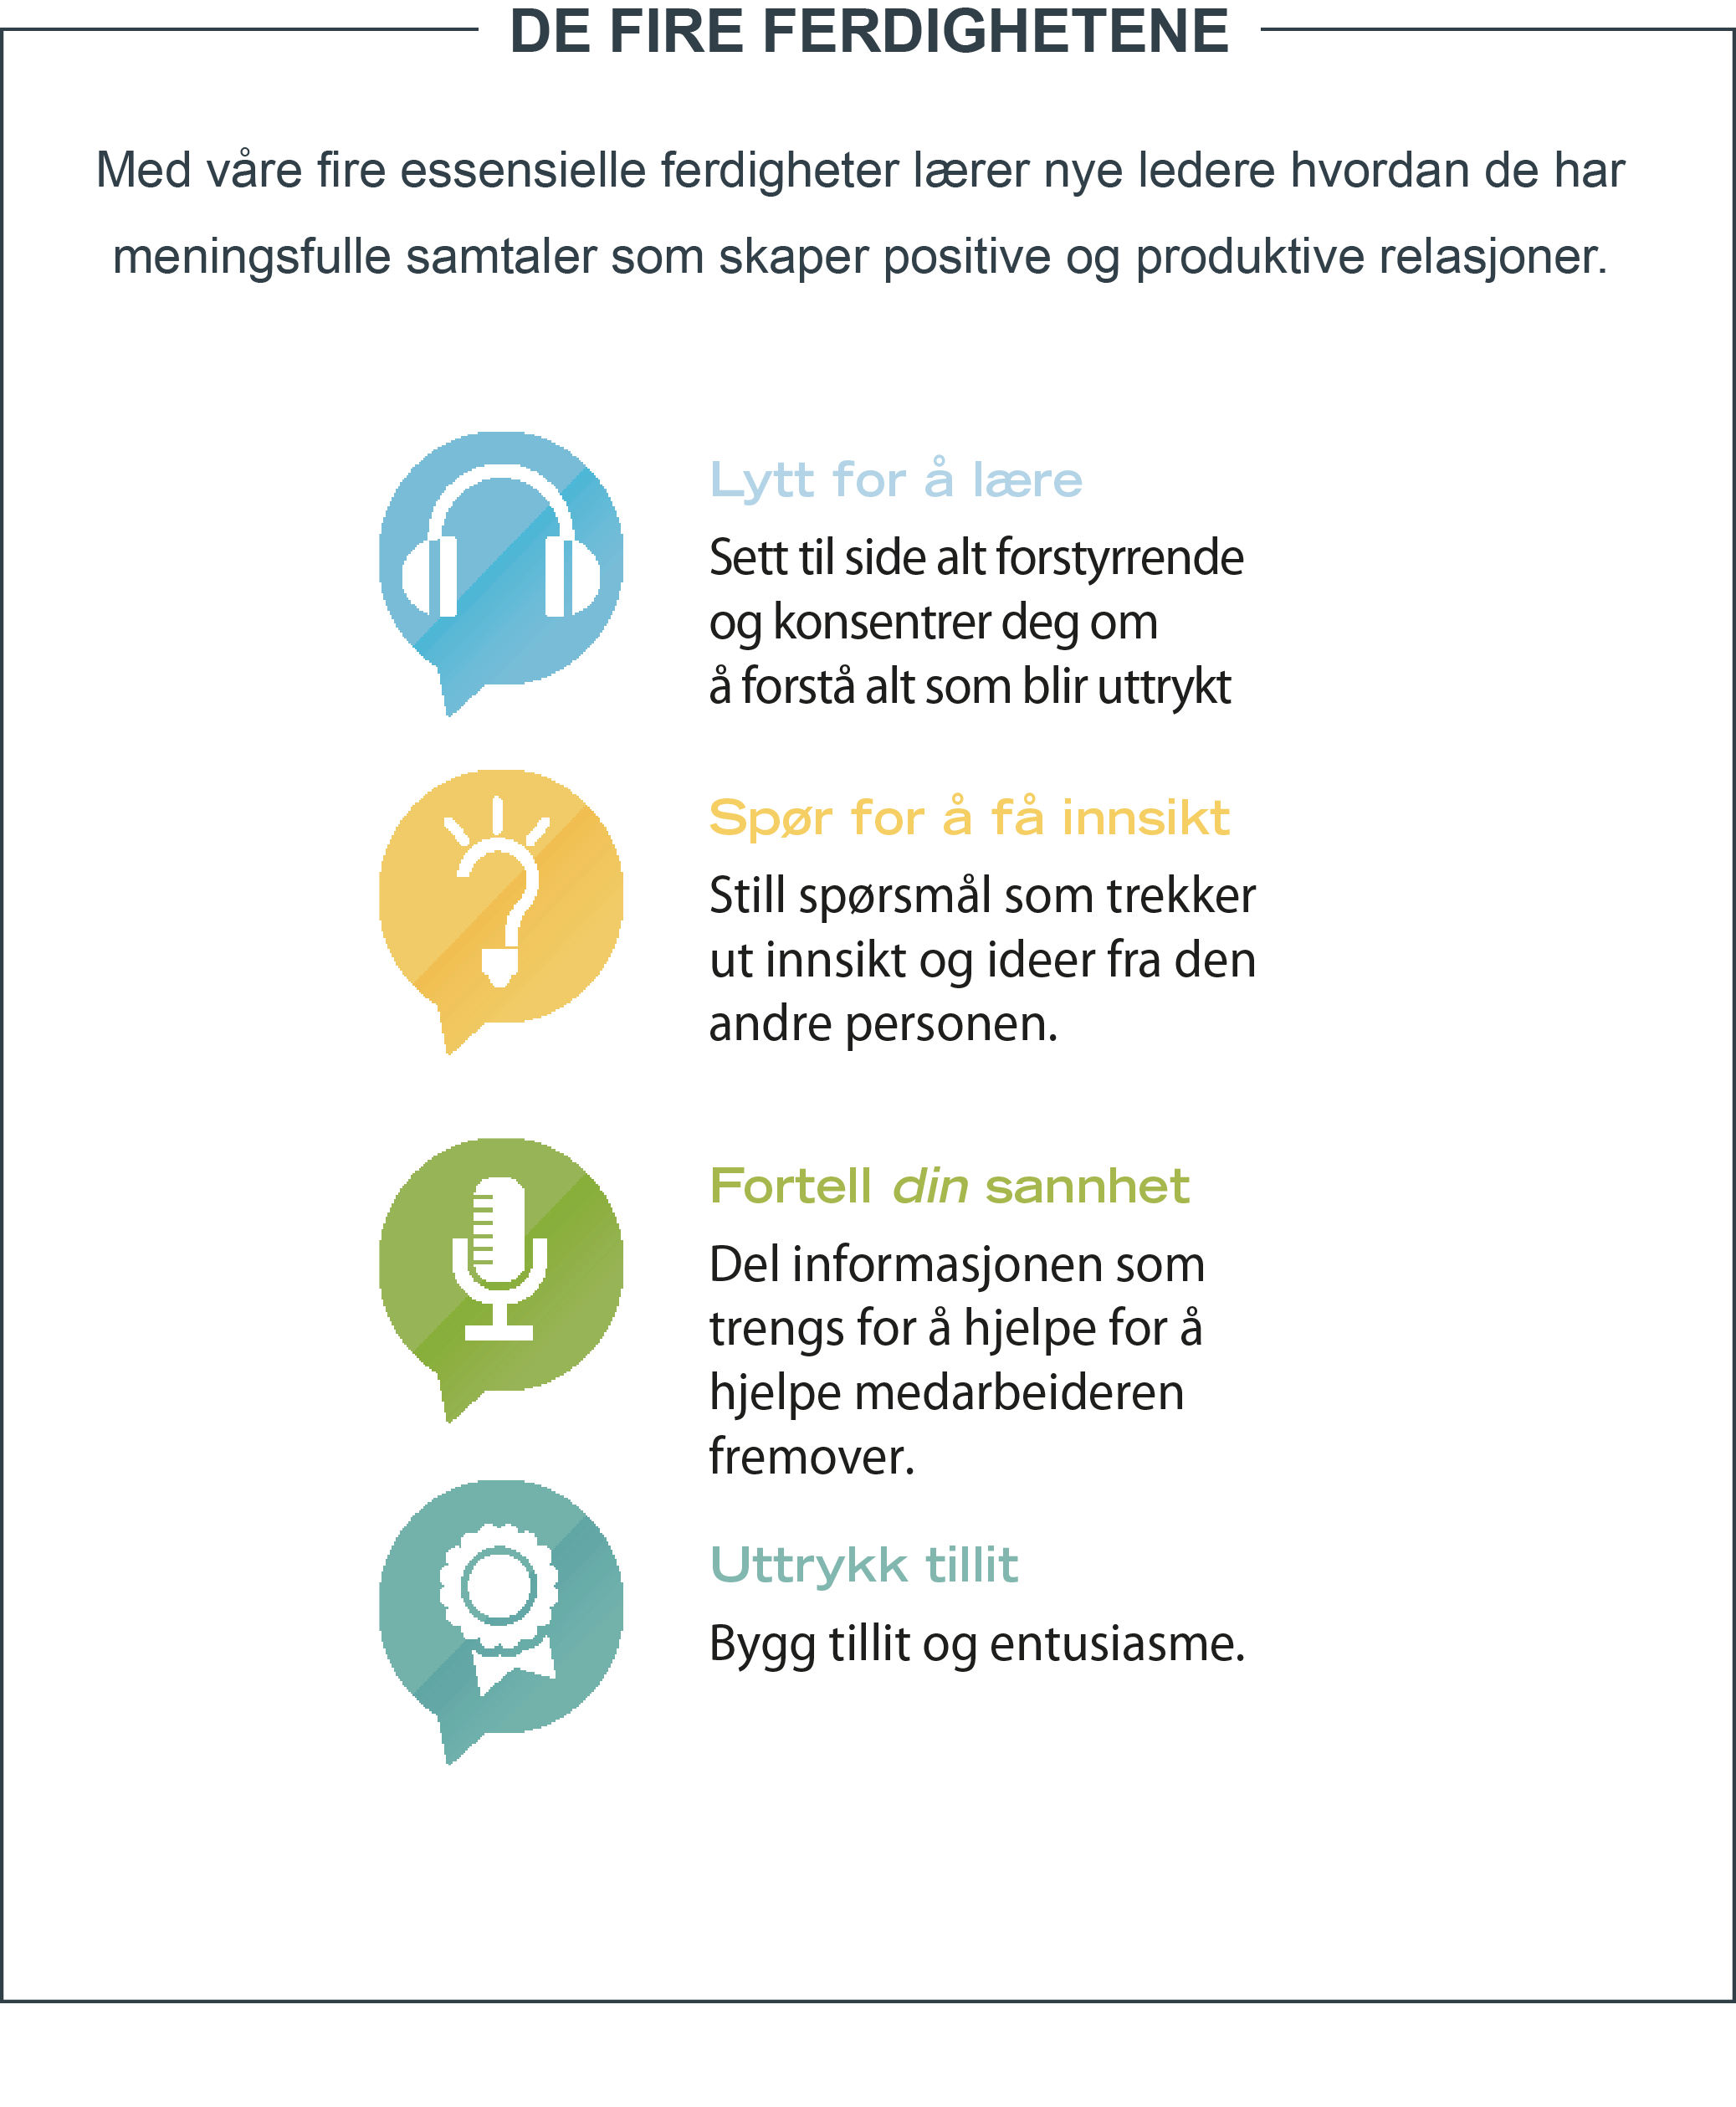 DE FIRE FERDIGHETENE
Med våre fire essensielle ferdigheter lærer nye ledere hvordan de har
meningsfulle samtaler som skaper positive og produktive relasjoner.
Lytt for å lære
Sett til side alt forstyrrende
og konsentrer deg om
å forstå alt som blir uttrykt
Spør for å få innsikt
Still spørsmål som trekker
ut innsikt og ideer fra den
andre personen.
Fortell din sannhet
Del informasjonen som
trengs for å hjelpe for å
hjelpe medarbeideren
fremover.
Uttrykk tillit
Bygg tillit og entusiasme.